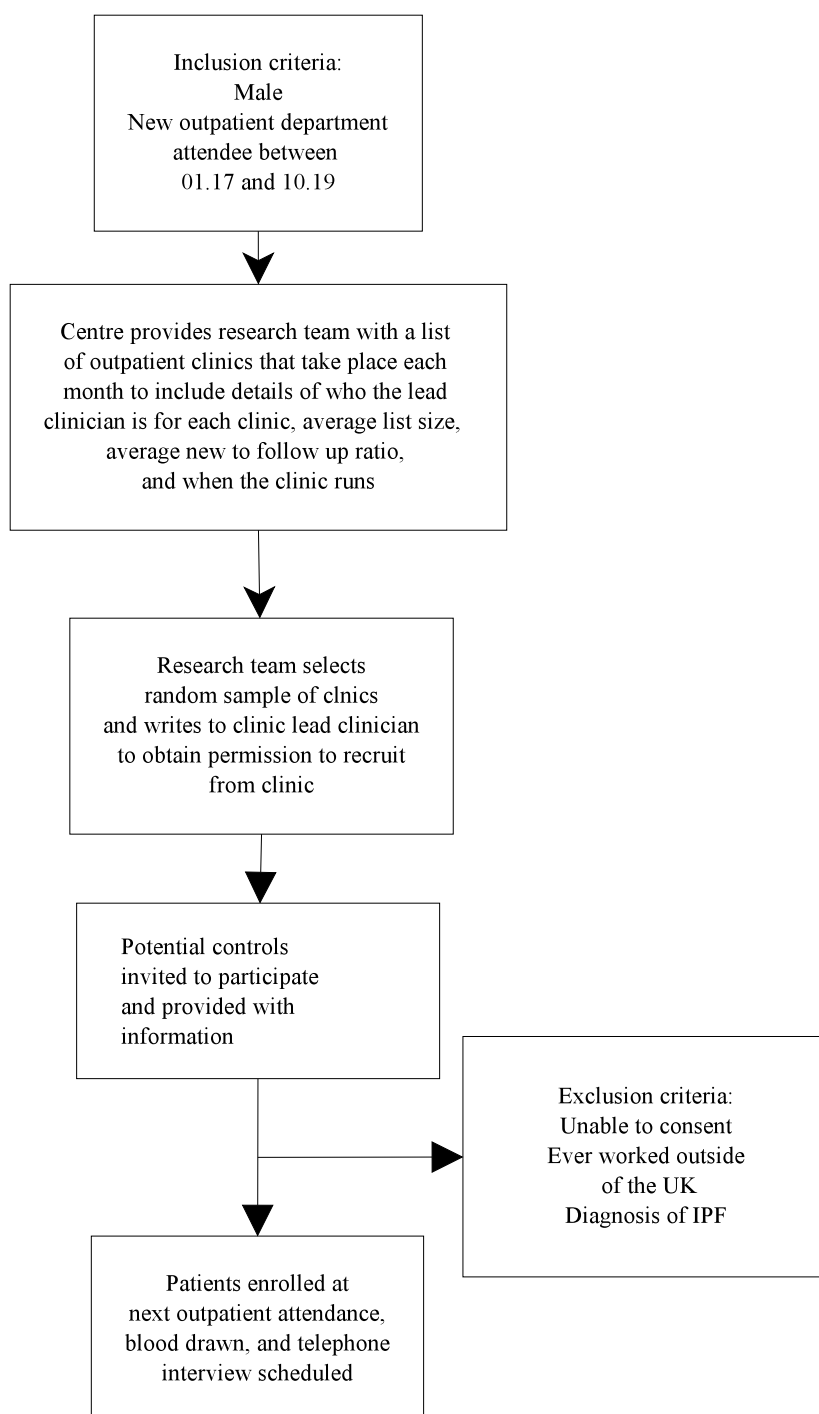 Inclusion criteria:
Male
New outpatient department
attendee between
01.17 and 10.19
Centre provides research team with a list
of outpatient clinics that take place each
month to include details of who the lead
clinician is for each clinic, average list size,
average new to follow up ratio,
and when the clinic runs
Research team selects
random sample of clnics
and writes to clinic lead clinician
to obtain permission to recruit
from clinic
Potential controls
invited to participate
and provided with
information
Exclusion criteria:
Unable to consent
Ever worked outside
of the UK
Diagnosis of IPF
Patients enrolled at
next outpatient attendance,
blood drawn, and telephone
interview scheduled